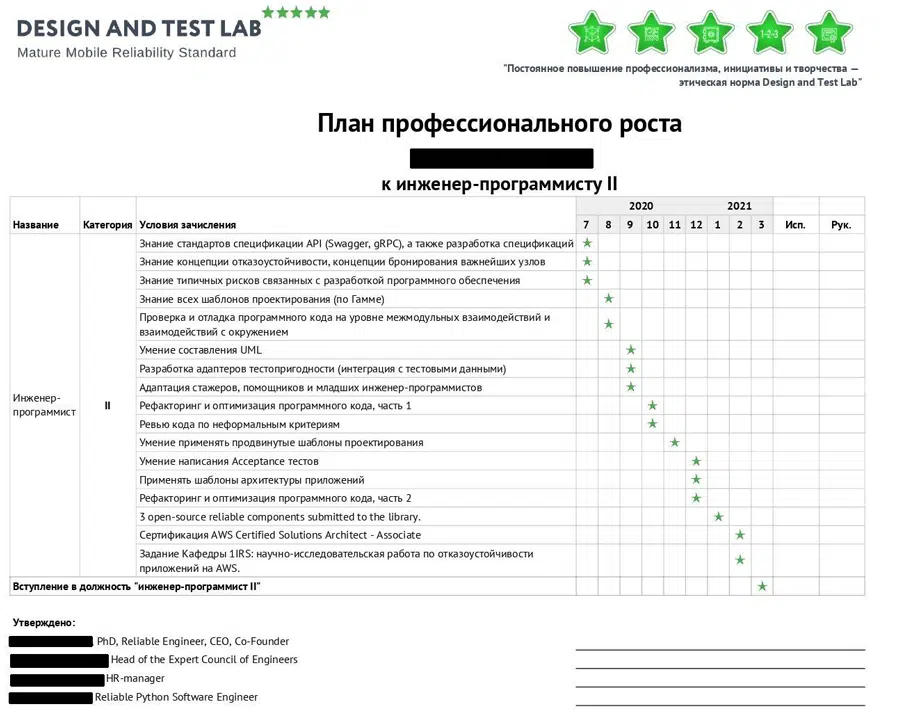 DESIGN AND TEST LAB
Mature Mobile Reliability Standard
1-2-3
"Постоянное повышение профессионализма, инициативы и творчества —
этическая норма Design and Test Lab"
План профессионального роста
к инженер-программисту II
2020 2021
Название Категория Условия зачисления 7 8 9 10 11 12 1 2 3 Исп. Рук.
Знание стандартов спецификации API (Swagger, gRPC), а также разработка спецификаций
Знание концепции отказоустойчивости, концепции бронирования важнейших узлов
Знание типичных рисков связанных с разработкой программного обеспечения
Знание всех шаблонов проектирования (по Гамме)
Проверка и отладка программного кода на уровне межмодульных взаимодействий и
взаимодействий с окружением
Умение составления UML
Разработка адаптеров тестопригодности (интеграция с тестовыми данными)
Адаптация стажеров, помощников и младших инженер-программистов
Инженер-
программист
II
Рефакторинг и оптимизация программного кода, часть 1
Ревью кода по неформальным критериям
Умение применять продвинутые шаблоны проектирования
Умение написания Acceptance тестов
Применять шаблоны архитектуры приложений
Рефакторинг и оптимизация программного кода, часть 2
3 open-source reliable components submitted to the library.
Сертификация AWS Certified Solutions Architect - Associate
Задание Кафедры 1IRS: научно-исследовательская работа по отказоустойчивости
приложений на AWS.
Вступление в должность "инженер-программист II"
Утверждено:
, PhD, Reliable Engineer, CEO, Co-Founder
Head of the Expert Council of Engineers
HR-manager
Reliable Python Software Engineer